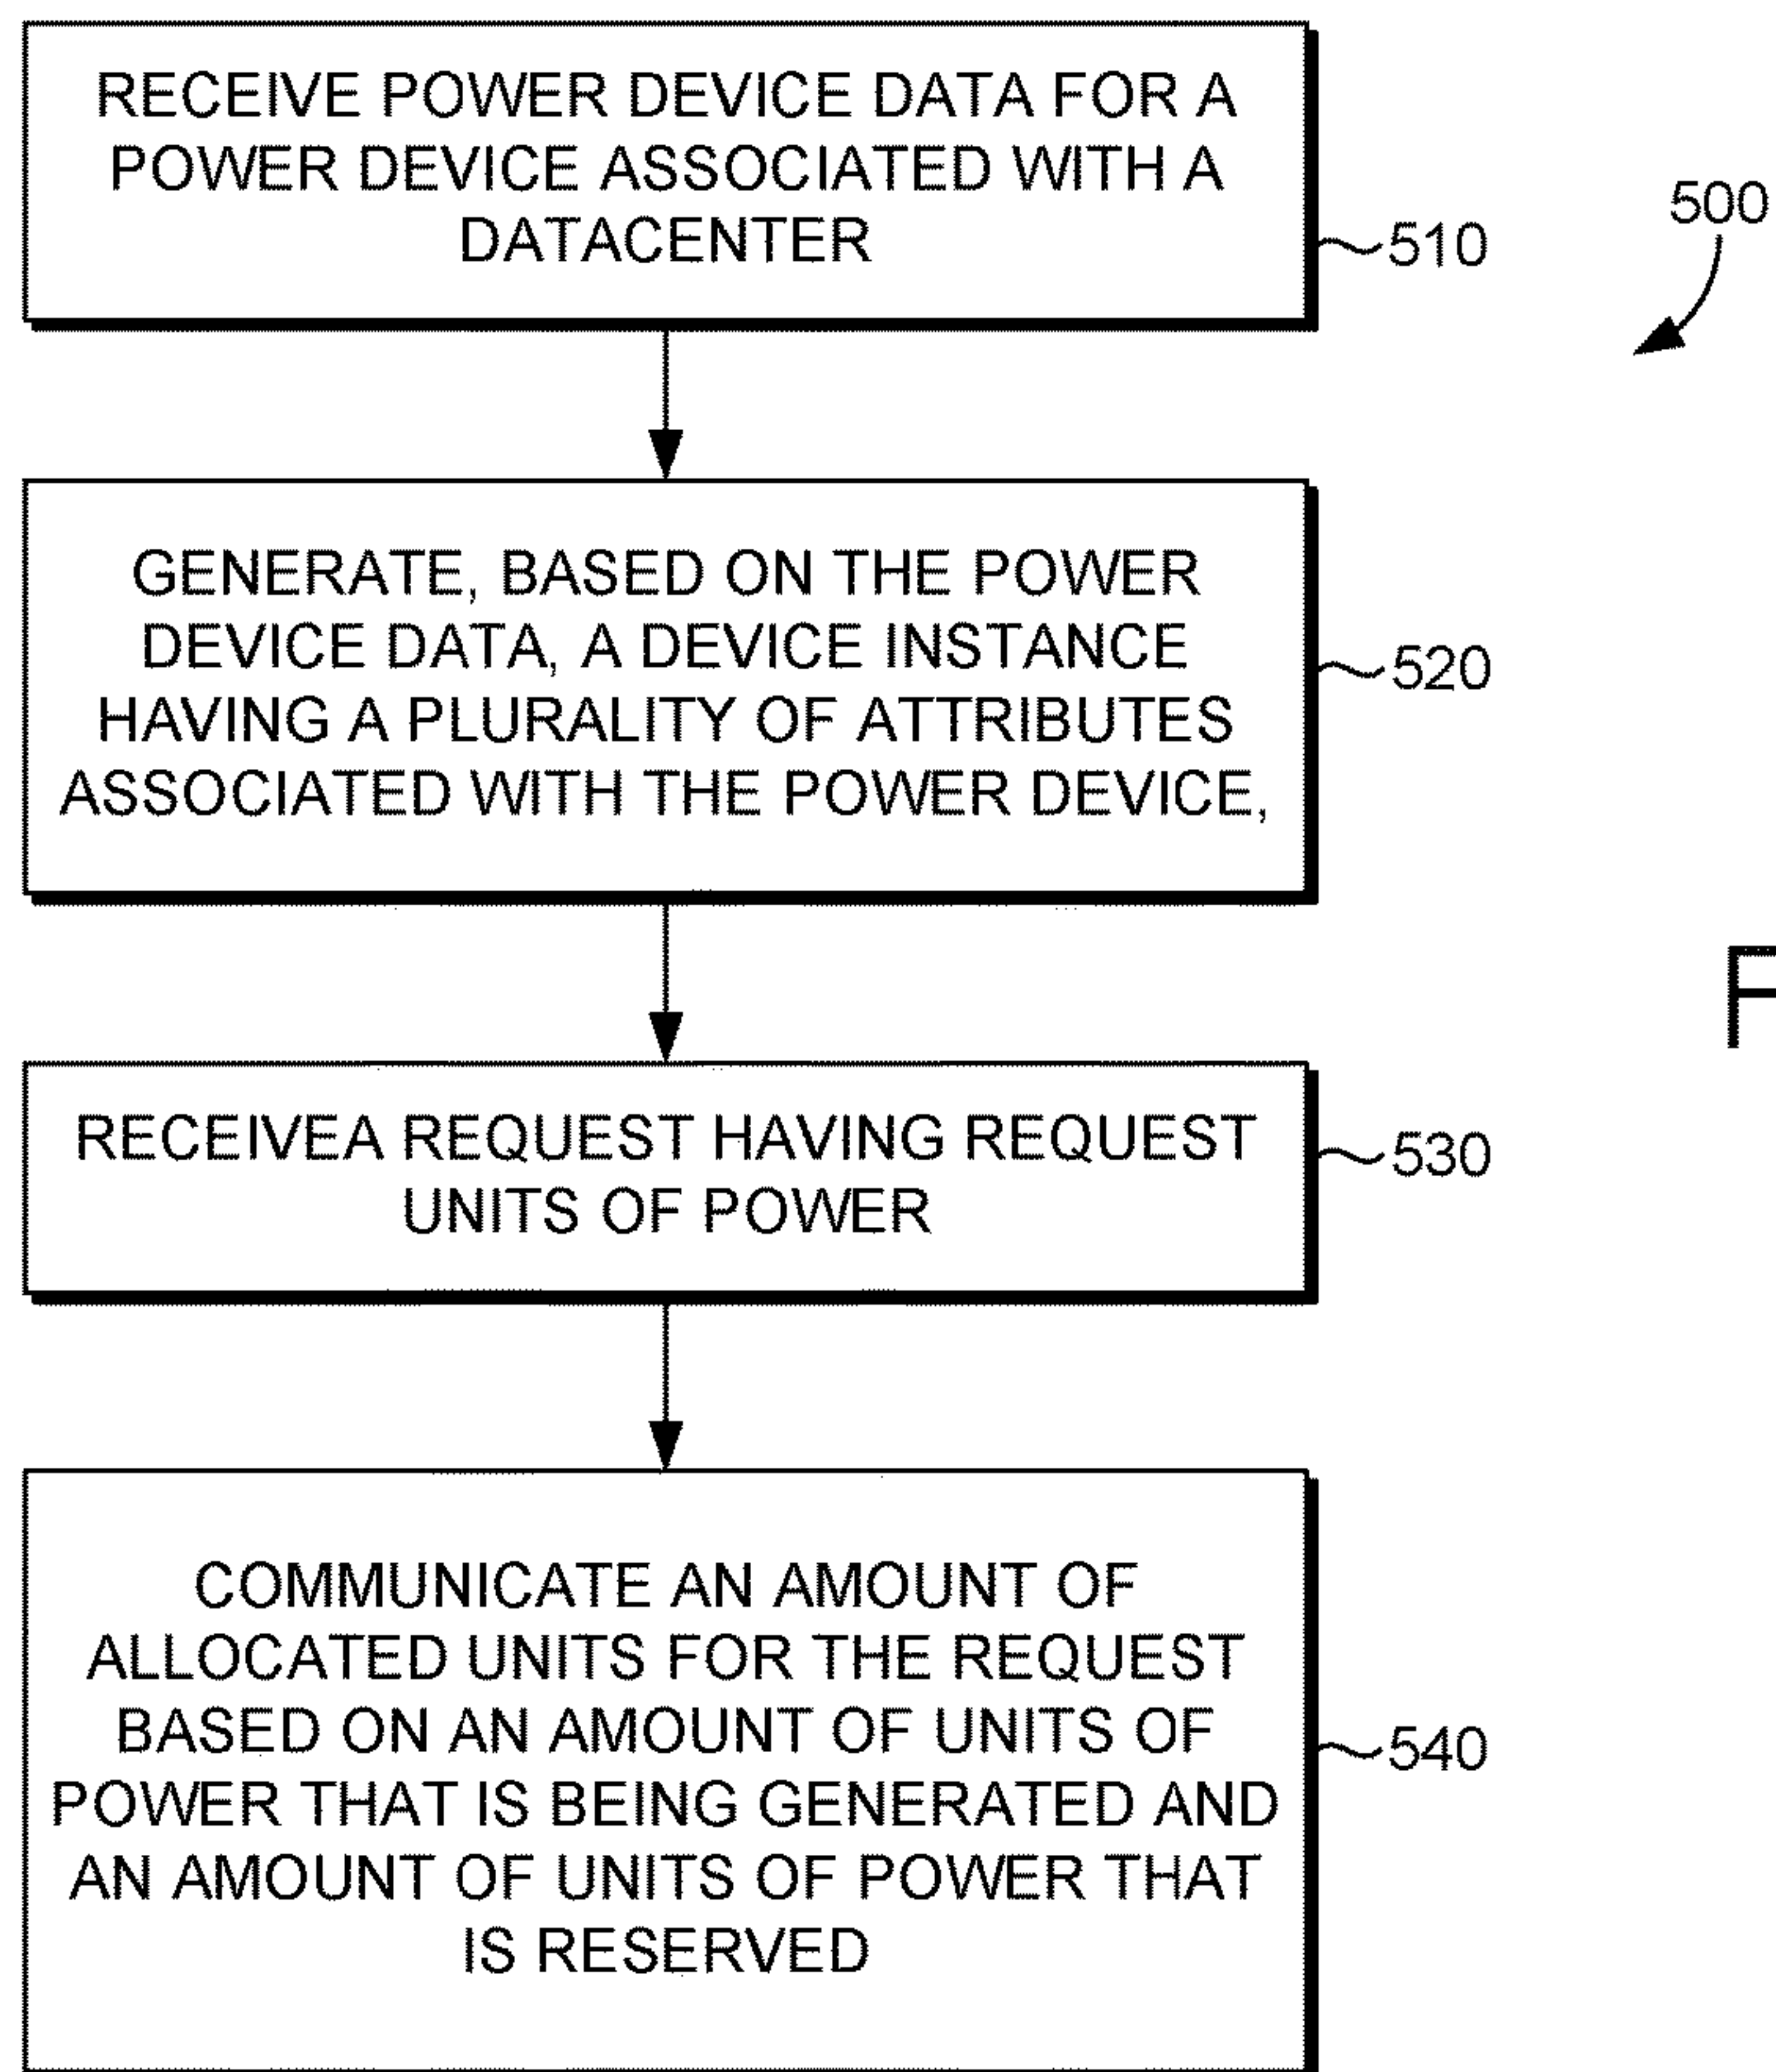 RECEIVE POWER DEVICE DATA FOR A
POWER DEVICE ASSOCIATED WITH A
DATACENTER
510
500
GENERATE, BASED ON THE POWER
DEVICE DATA, A DEVICE INSTANCE
HAVING A PLURALITY OF ATTRIBUTES
ASSOCIATED WITH THE POWER DEVICE,
520
F
RECEIVEA REQUEST HAVING REQUEST
UNITS OF POWER
530
COMMUNICATE AN AMOUNT OF
ALLOCATED UNITS FOR THE REQUEST
BASED ON AN AMOUNT OF UNITS OF
POWER THAT IS BEING GENERATED AND
AN AMOUNT OF UNITS OF POWER THAT
IS RESERVED
540